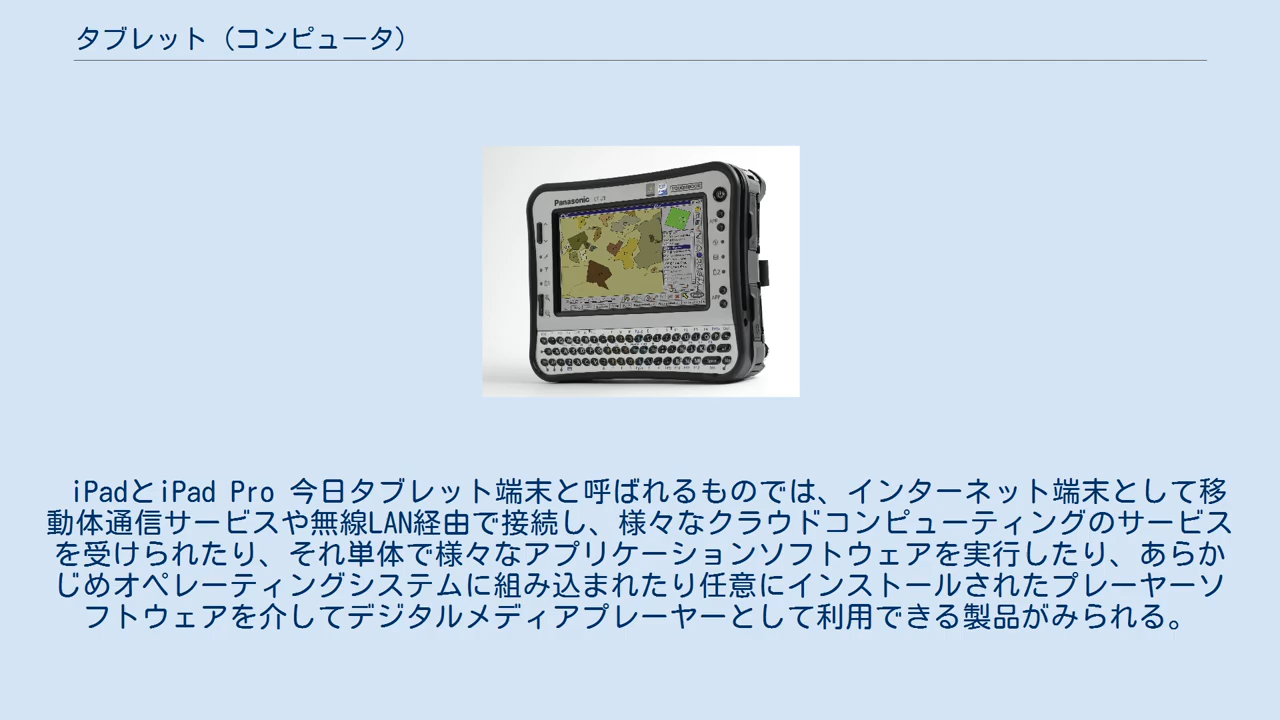 タブレット（コンピュータ）
Panasonic
TOUGHBOOK
iPadとiPad Pro 今日タブレット端末と呼ばれるものでは、インターネット端末として移
動体通信サービスや無線LAN経由で接続し、様々なクラウドコンピューティングのサービス
を受けられたり、それ単体で様々なアプリケーションソフトウェアを実行したり、あらか
じめオペレーティングシステムに組み込まれたり任意にインストールされたプレーヤーソ
フトウェアを介してデジタルメディアプレーヤーとして利用できる製品がみられる。